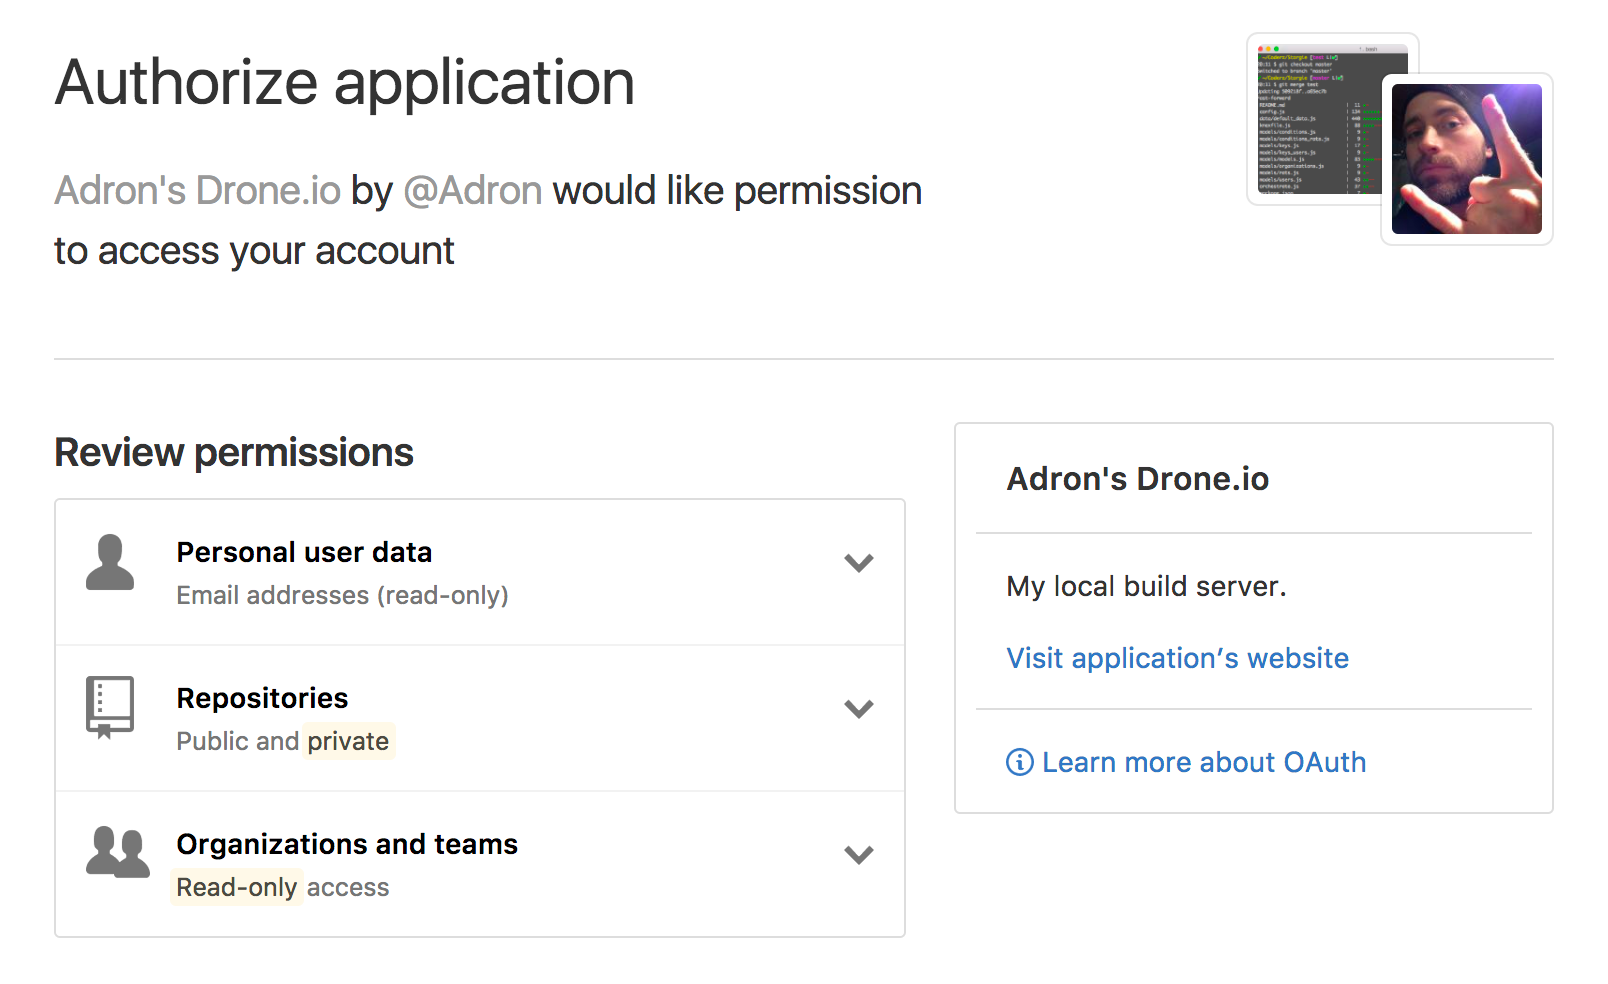 Authorize application
Adron's Drone.io by @Adron would like permission
to access your account
Review permissions
Personal user data
Email addresses (read-only)
Repositories
Public and private
Organizations and teams
Read-only access
Adron's Drone.io
My local build server.
Visit application’s website
Learn more about OAuth